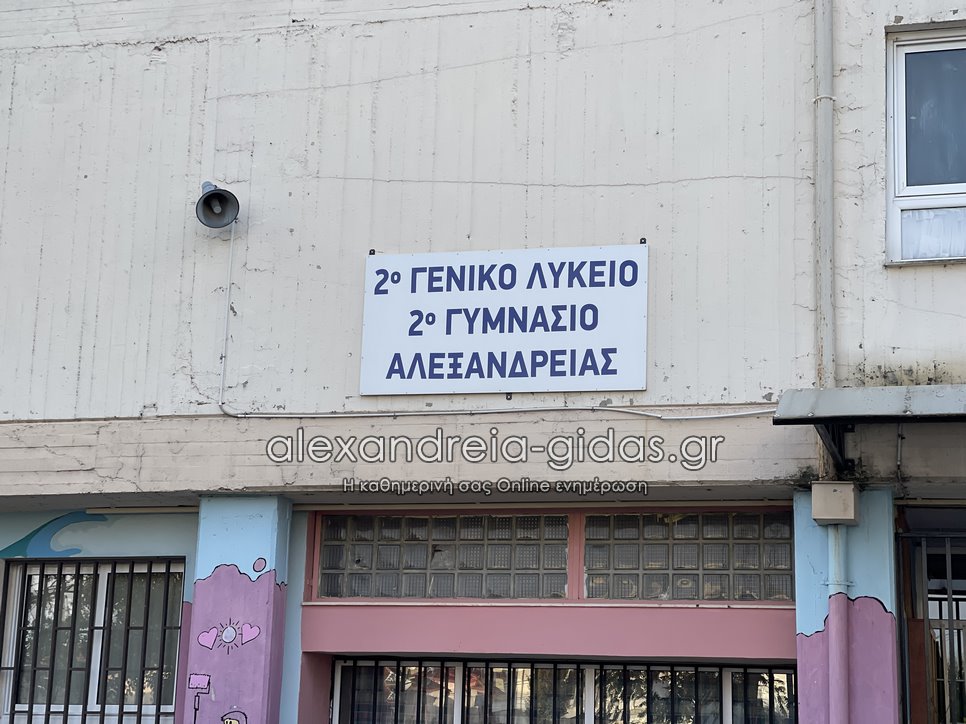 2ο ΓΕΝΙΚΟ ΛΥΚΕΙΟ
2ο ΓΥΜΝΑΣΙΟ
ΑΛΕΞΑΝΔΡΕΙΑΣ
alexandreia-gidas.gr
Η καθημερινή σας Online ενημέρωση